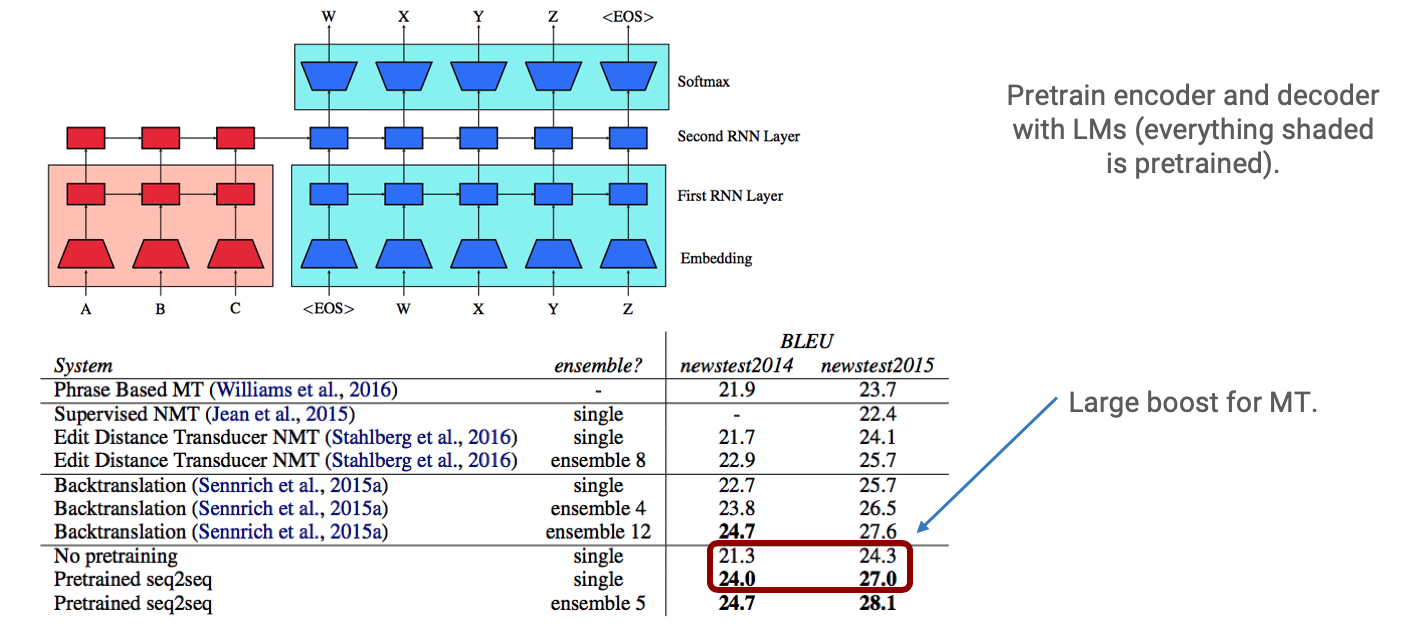 W X Y Z <EOS>
Softmax
Second RNN Layer
First RNN Layer
Embedding
A B C <EOS> W X Y Z
Pretrain encoder and decoder
with LMs (everything shaded
is pretrained).
BLEU
System ensemble? newstest2014 newstest2015
Phrase Based MT (Williams et al., 2016) - 21.9 23.7
Supervised NMT (Jean et al., 2015) single - 22.4
Edit Distance Transducer NMT (Stahlberg et al., 2016) single 21.7 24.1
Edit Distance Transducer NMT (Stahlberg et al., 2016) ensemble 8 22.9 25.7
Backtranslation (Sennrich et al., 2015a) single 22.7 25.7
Backtranslation (Sennrich et al., 2015a) ensemble 4 23.8 26.5
Backtranslation (Sennrich et al., 2015a) ensemble 12 24.7 27.6
No pretraining single 21.3 24.3
Pretrained seq2seq single 24.0 27.0
Pretrained seq2seq ensemble 5 24.7 28.1
Large boost for MT.